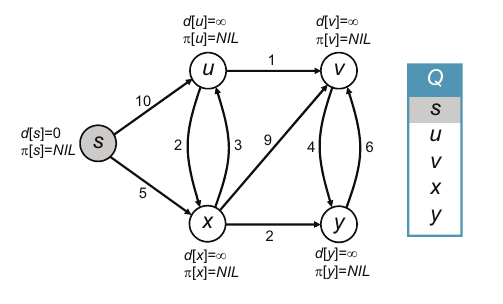 d[u]=∞
π[u]=NIL
d[v]=∞
π[v]=NIL
u
1
v
Q
s
u
v
x
y
10
d[s]=0
π[s]=NIL
s
2
3
9
4
6
5
x
2
y
d[x]=∞
π[x]=NIL
d[y]=∞
π[y]=NIL